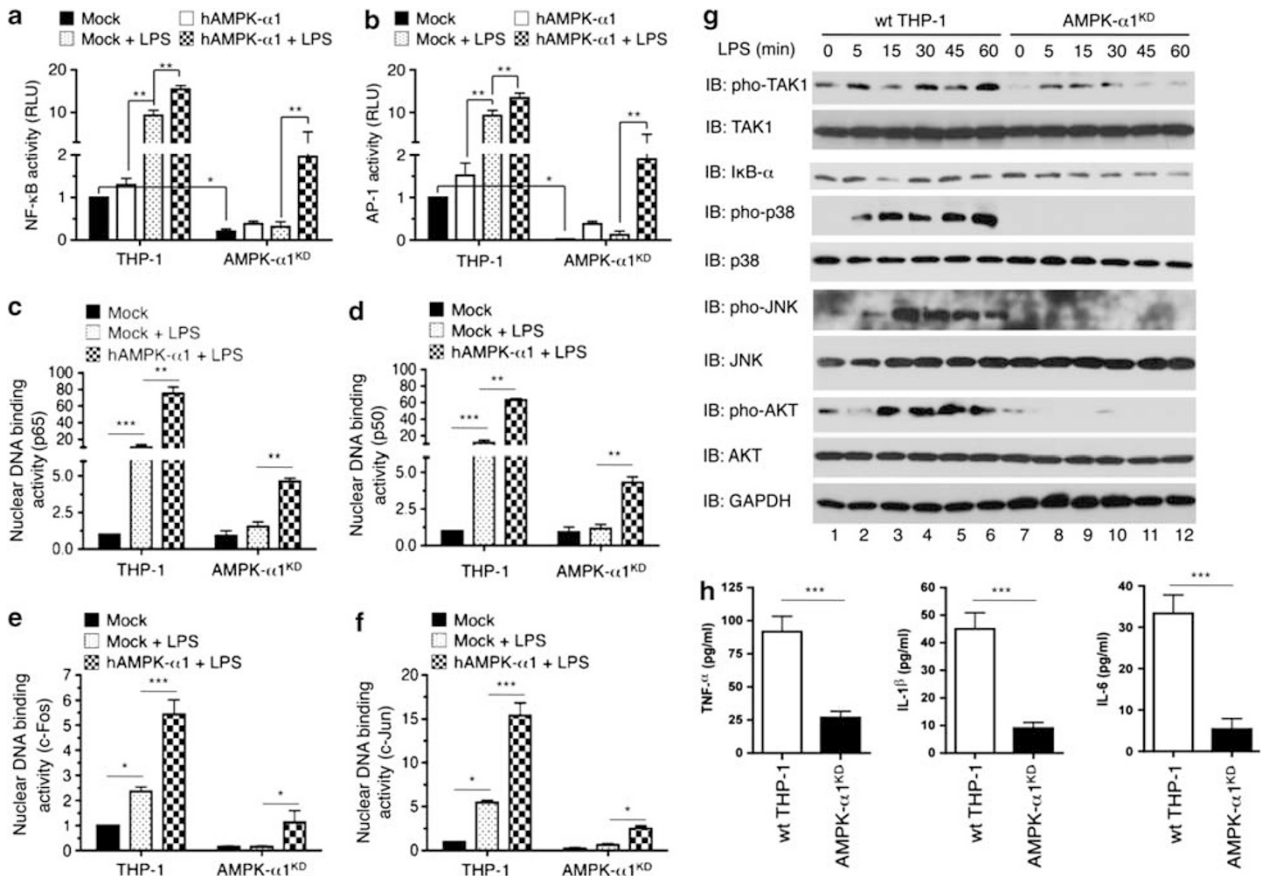 a
Mock
hAMPK-α1
Mock + LPS
hAMPK-α1 + LPS
NF-κB activity (RLU)
20
10
2
1
0
**
**
*
**
THP-1
AMPK-α1KD
b
Mock
hAMPK-α1
Mock + LPS
hAMPK-α1 + LPS
AP-1 activity (RLU)
20
10
2
1
0
**
**
*
**
THP-1
AMPK-α1KD
c
Mock
Mock + LPS
hAMPK-α1 + LPS
Nuclear DNA binding
activity (p65)
100
80
60
40
20
5.0
2.5
0
***
**
**
THP-1
AMPK-α1KD
d
Mock
Mock + LPS
hAMPK-α1 + LPS
Nuclear DNA binding
activity (p50)
100
80
60
40
20
5.0
2.5
0.0
***
**
**
THP-1
AMPK-α1KD
e
Mock
Mock + LPS
hAMPK-α1 + LPS
Nuclear DNA binding
activity (c-Fos)
7
6
5
4
3
2
1
0
*
***
*
THP-1
AMPK-α1KD
f
Mock
Mock + LPS
hAMPK-α1 + LPS
Nuclear DNA binding
activity (c-Jun)
20
15
10
5
0
*
***
*
THP-1
AMPK-α1KD
g
wt THP-1 AMPK-α1KD
LPS (min) 0 5 15 30 45 60 0 5 15 30 45 60
IB: pho-TAK1
IB: TAK1
IB: IκB-α
IB: pho-p38
IB: p38
IB: pho-JNK
IB: JNK
IB: pho-AKT
IB: AKT
IB: GAPDH
1 2 3 4 5 6 7 8 9 10 11 12
h
TNF-α (pg/ml)
125
100
75
50
25
0
***
wt THP-1
AMPK-α1KD
IL-1β (pg/ml)
60
50
40
30
20
10
0
***
wt THP-1
AMPK-α1KD
IL-6 (pg/ml)
40
30
20
10
0
***
wt THP-1
AMPK-α1KD